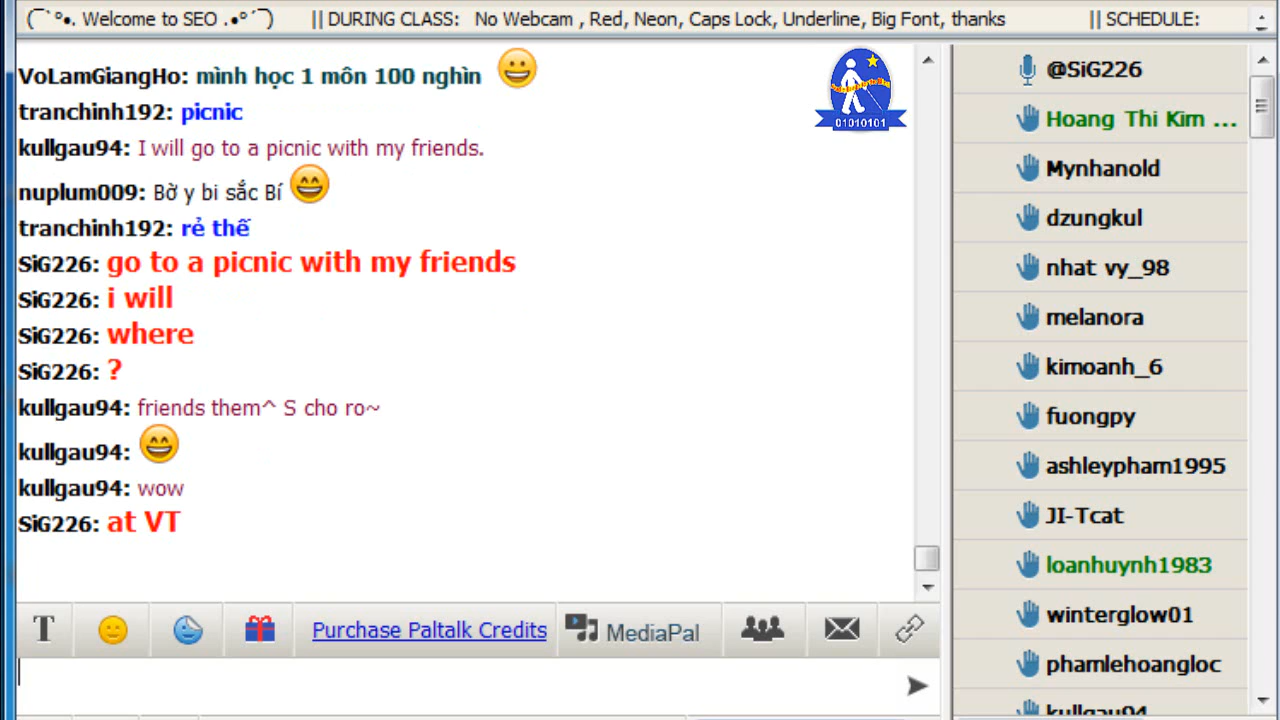 (¯`°•. Welcome to SEO .•°´¯) || DURING CLASS: No Webcam , Red, Neon, Caps Lock, Underline, Big Font, thanks || SCHEDULE:
VoLamGiangHo: mình học 1 môn 100 nghìn
tranchinh192: picnic
kullgau94: I will go to a picnic with my friends.
nuplum009: Bờ y bi sắc Bí
tranchinh192: rẻ thế
SiG226: go to a picnic with my friends
SiG226: i will
SiG226: where
SiG226: ?
kullgau94: friends them^ S cho ro~
kullgau94:
kullgau94: wow
SiG226: at VT
01010101
T
Purchase Paltalk Credits
MediaPal
@SiG226
Hoang Thi Kim ...
Mynhanold
dzungkul
nhat vy_98
melanora
kimoanh_6
fuongpy
ashleypham1995
JI-Tcat
loanhuynh1983
winterglow01
phamlehoangloc
kullgau94